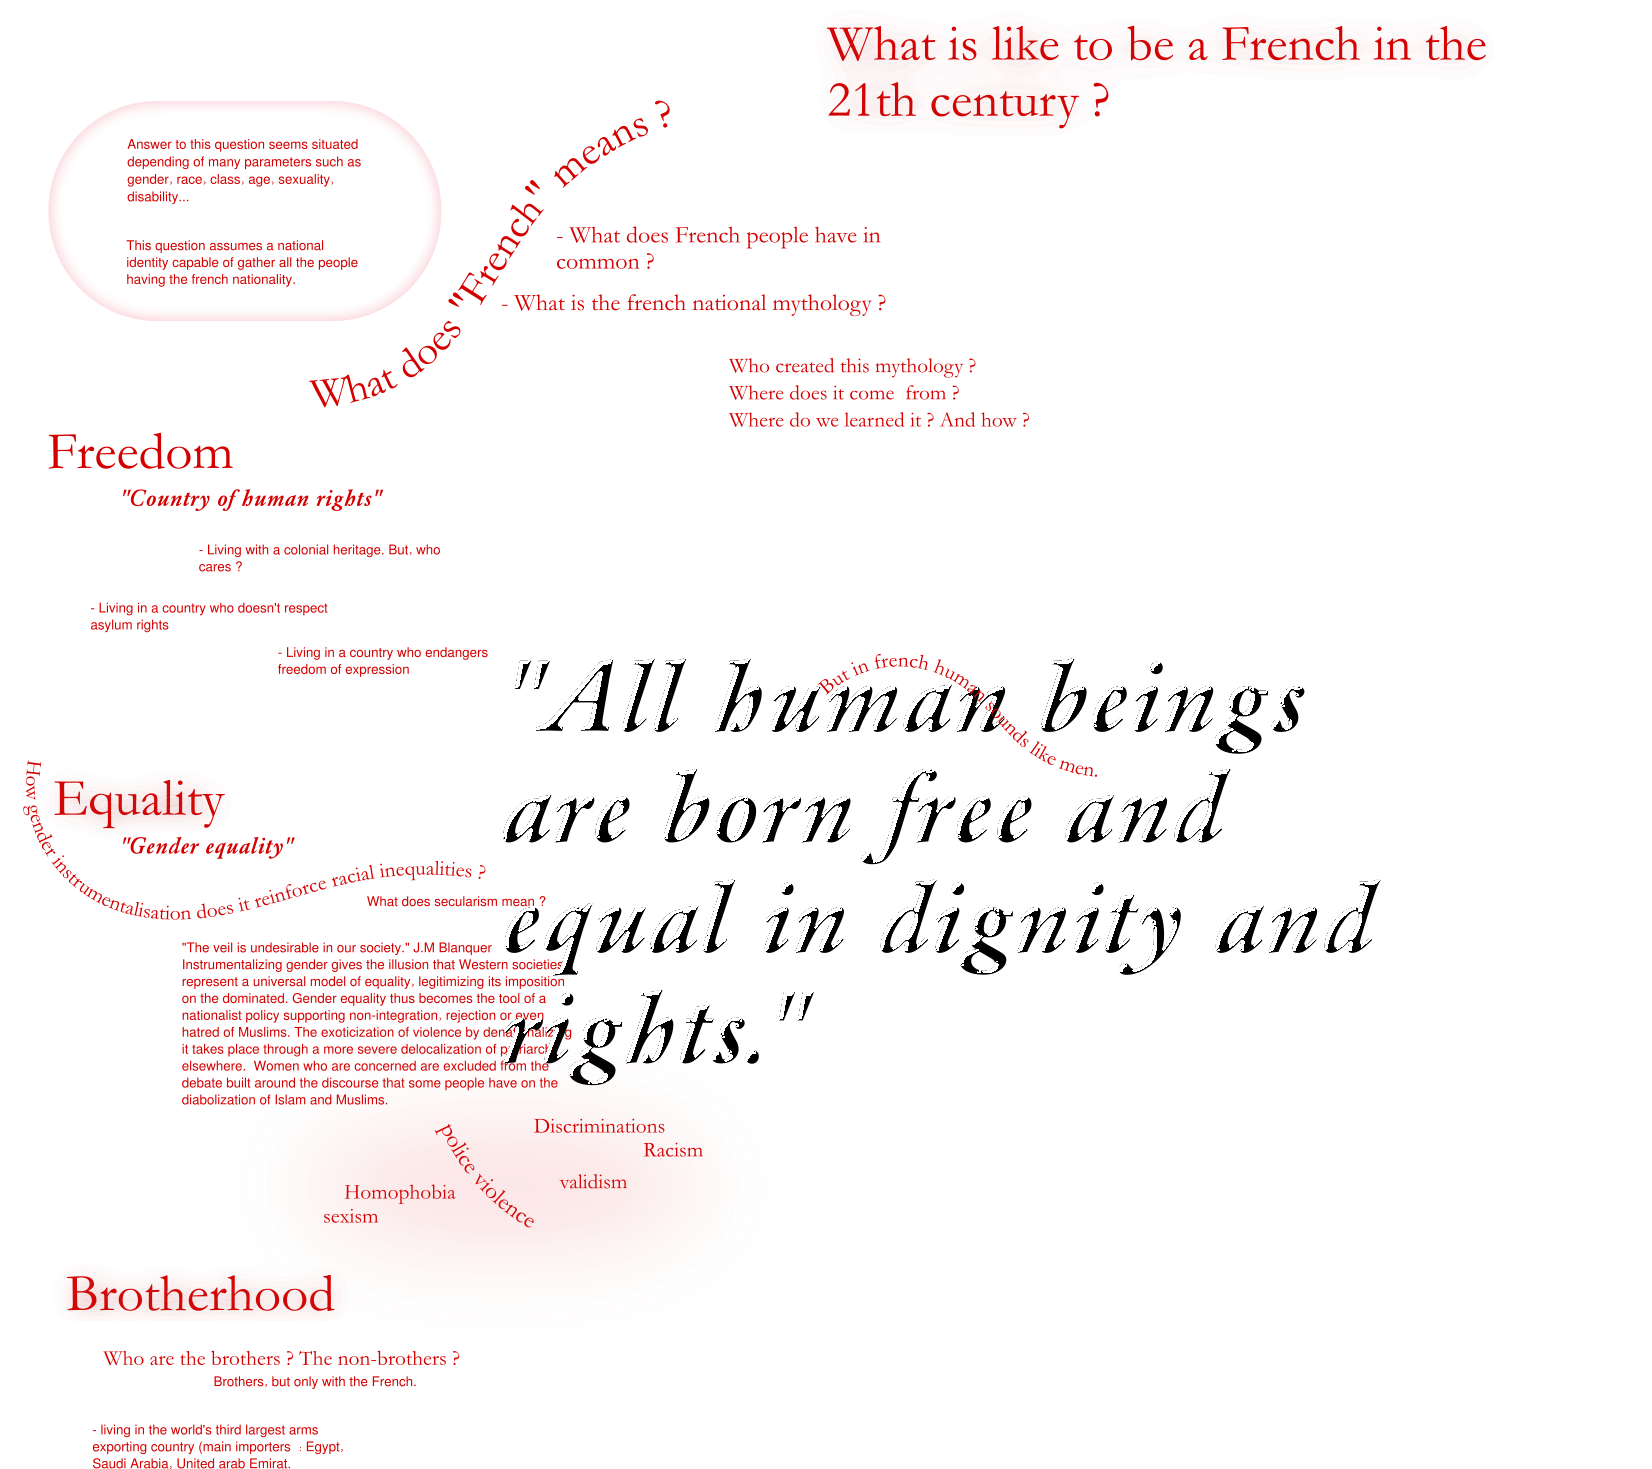 What is like to be a French in the
21th century ?
Answer to this question seems situated
depending of many parameters such as
gender, race, class, age, sexuality,
disability...
This question assumes a national
identity capable of gather all the people
having the french nationality.
What does "French" means ?
- What does French people have in
common ?
- What is the french national mythology ?
Who created this mythology ?
Where does it come  from ?
Where do we learned it ? And how ?
Freedom
"Country of human rights"
- Living with a colonial heritage. But, who
cares ?
- Living in a country who doesn't respect
asylum rights
- Living in a country who endangers
freedom of expression
"All human beings
are born free and
equal in dignity and
rights."
But in french human sounds like men.
Equality
"Gender equality"
How gender instrumentalisation does it reinforce racial inequalities ?
What does secularism mean ?
"The veil is undesirable in our society." J.M Blanquer
Instrumentalizing gender gives the illusion that Western societies
represent a universal model of equality, legitimizing its imposition
on the dominated. Gender equality thus becomes the tool of a
nationalist policy supporting non-integration, rejection or even
hatred of Muslims. The exoticization of violence by denationalizing
it takes place through a more severe delocalization of patriarchy
elsewhere.  Women who are concerned are excluded from the
debate built around the discourse that some people have on the
diabolization of Islam and Muslims.
Discriminations
Racism
police violence
validism
Homophobia
sexism
Brotherhood
Who are the brothers ? The non-brothers ?
Brothers, but only with the French.
- living in the world's third largest arms
exporting country (main importers  : Egypt,
Saudi Arabia, United arab Emirat.